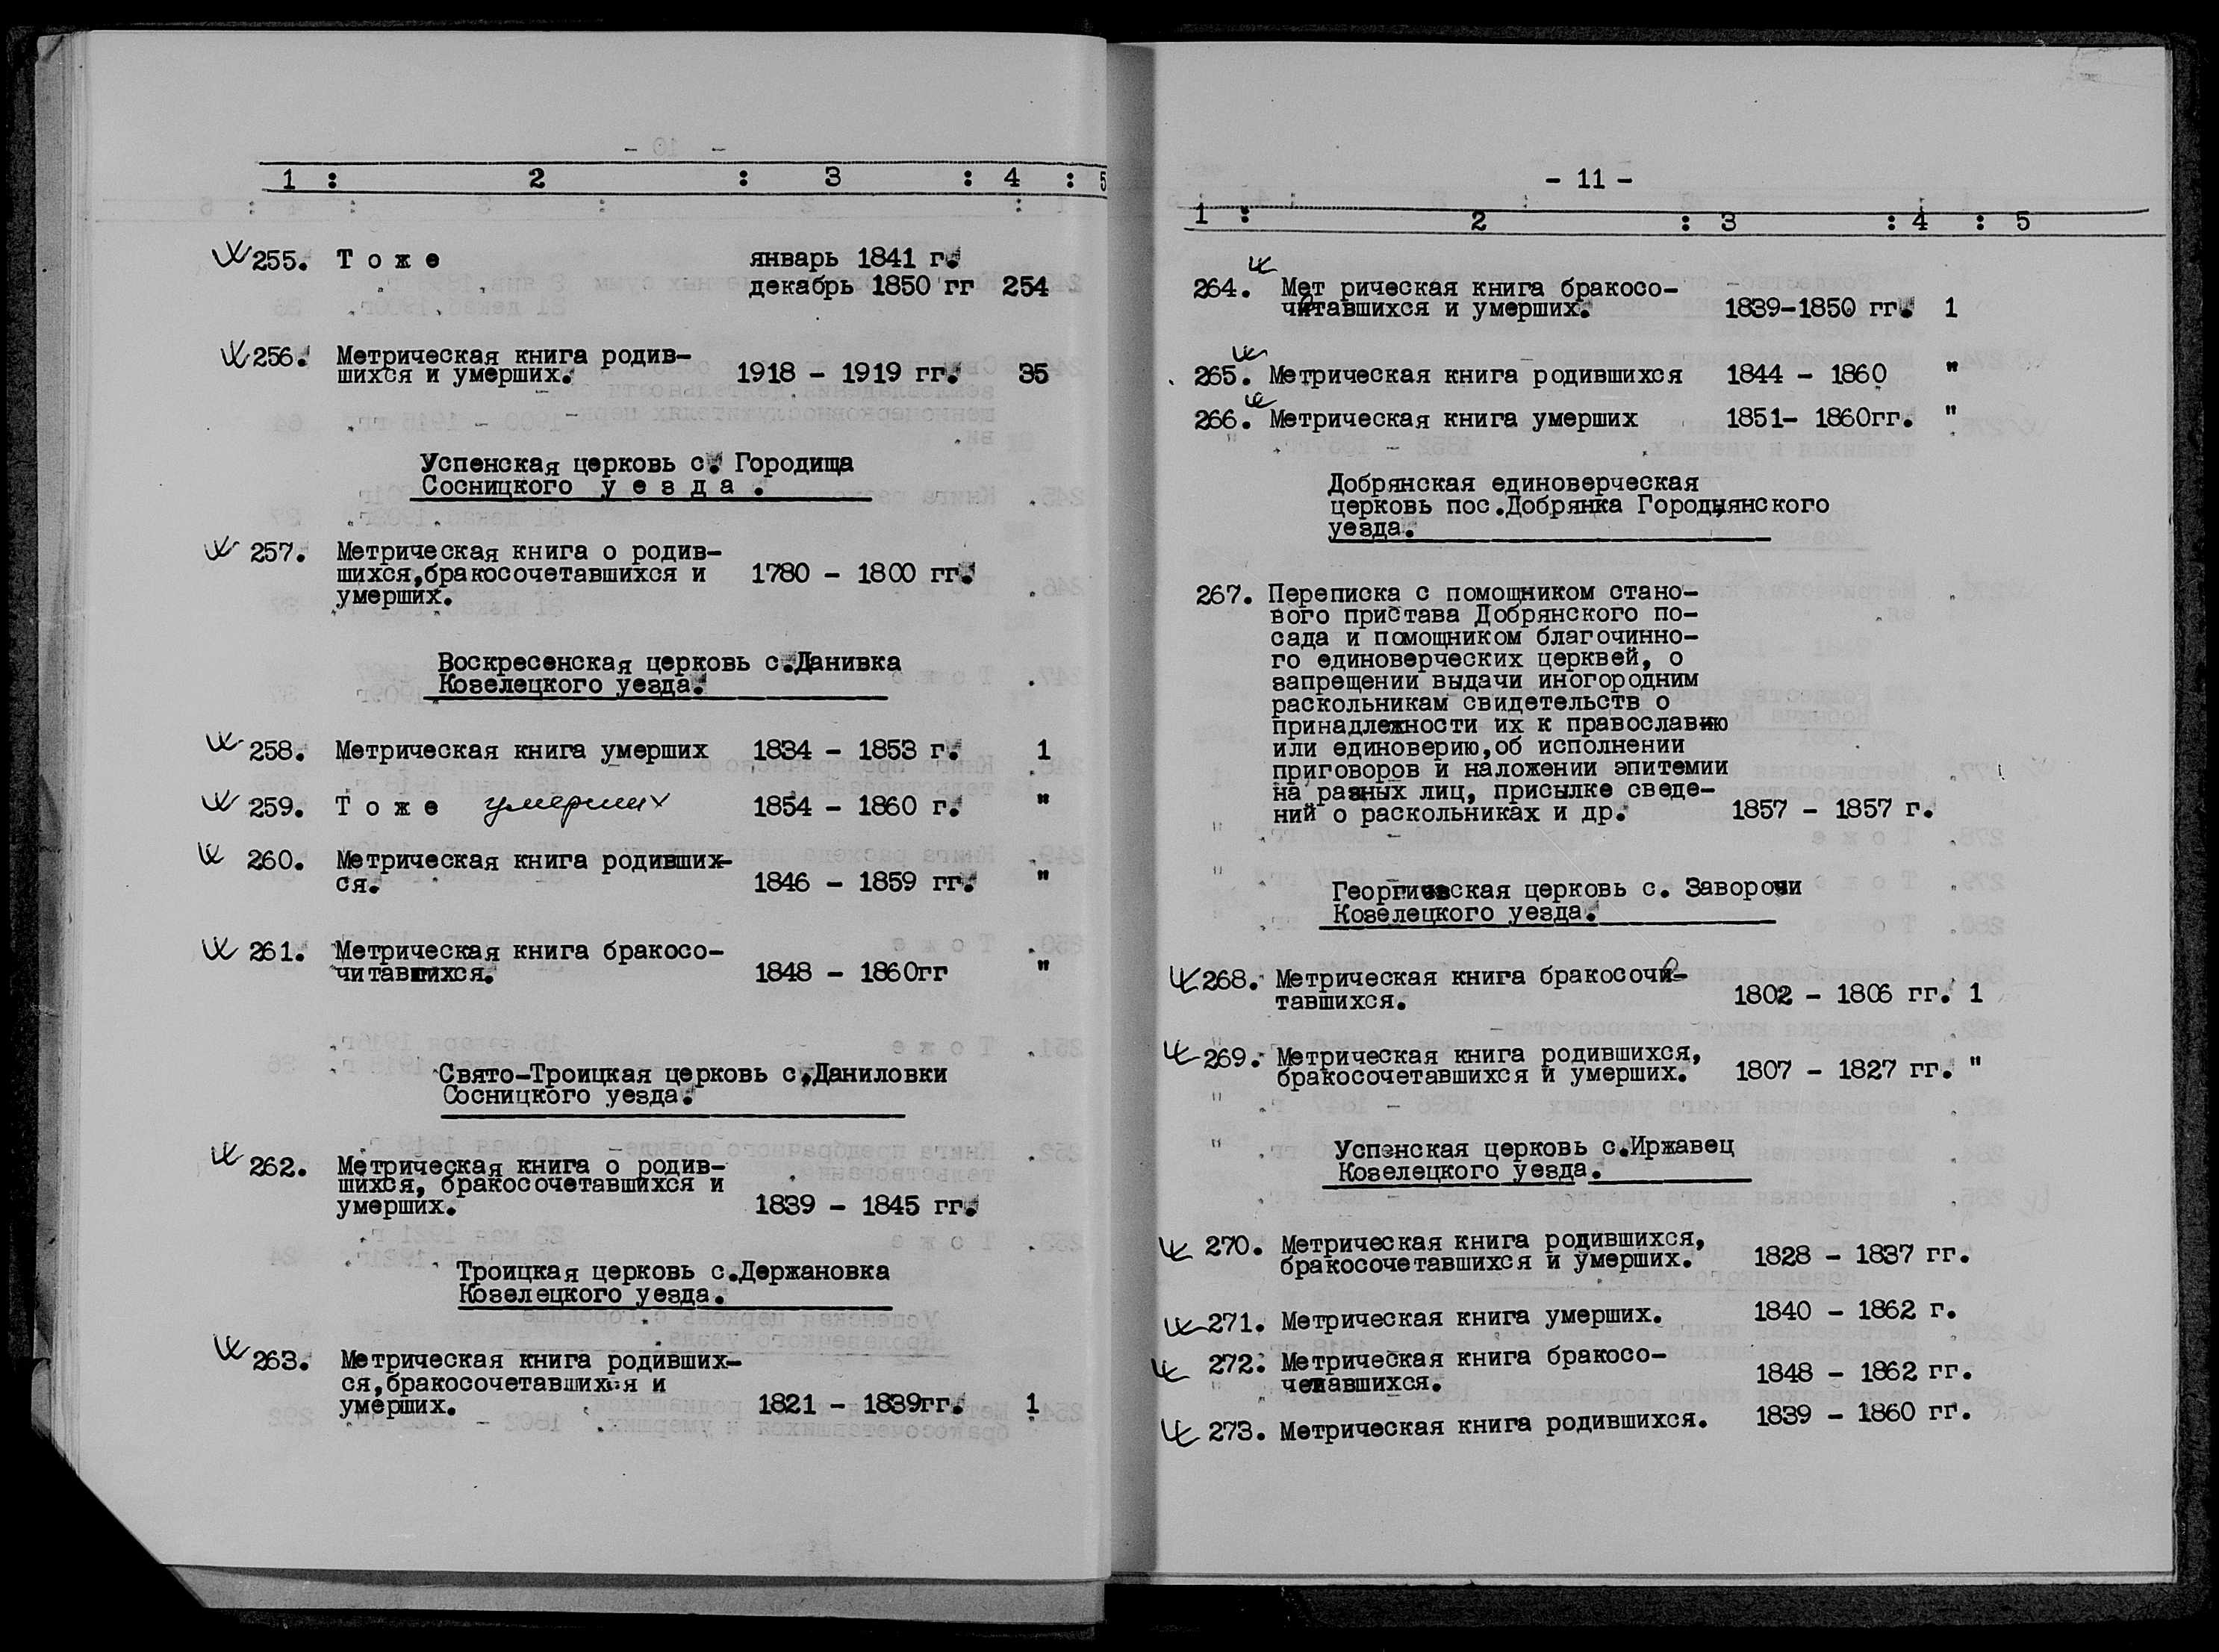 1 : 2 : 3 : 4 : 5
255. Т о ж е январь 1841 г.
декабрь 1850 гг 254
256. Метрическая книга родив-
шихся и умерших. 1918 - 1919 гг. 35
Успенская церковь с. Городища
Сосницкого у е з д а .
257. Метрическая книга о родив-
шихся,бракосочетавшихся и 1780 - 1800 гг.
умерших.
Воскресенская церковь с.Данивка
Козелецкого уезда.
258. Метрическая книга умерших 1834 - 1853 г. 1
259. Т о ж е умерших 1854 - 1860 г. "
260. Метрическая книга родивших-
ся. 1846 - 1859 гг. "
261. Метрическая книга бракосо-
читавшихся. 1848 - 1860гг "
Свято-Троицкая церковь с.Даниловки
Сосницкого уезда.
262. Метрическая книга о родив-
шихся, бракосочетавшихся и
умерших. 1839 - 1845 гг.
Троицкая церковь с.Держановка
Козелецкого уезда.
263. Метрическая книга родивших-
ся,бракосочетавшихся и
умерших. 1821 - 1839гг. 1
- 11 -
1 : 2 : 3 : 4 : 5
264. Мет рическая книга бракосо-
четавшихся и умерших. 1839-1850 гг. 1
265. Метрическая книга родившихся 1844 - 1860 "
266. Метрическая книга умерших 1851- 1860гг. "
Добрянская единоверческая
церковь пос.Добрянка Городнянского
уезда.
267. Переписка с помощником стано-
вого пристава Добрянского по-
сада и помощником благочинно-
го единоверческих церквей, о
запрещении выдачи иногородним
раскольникам свидетельств о
принадлежности их к православию
или единоверию,об исполнении
приговоров и наложении эпитемии
на разных лиц, присылке сведе-
ний о раскольниках и др. 1857 - 1857 г.
Георгиевская церковь с. Заворочи
Козелецкого уезда.
268. Метрическая книга бракосоче-
тавшихся. 1802 - 1806 гг. 1
269. Метрическая книга родившихся,
бракосочетавшихся и умерших. 1807 - 1827 гг. "
Успенская церковь с.Иржавец
Козелецкого уезда.
270. Метрическая книга родившихся,
бракосочетавшихся и умерших. 1828 - 1837 гг.
271. Метрическая книга умерших. 1840 - 1862 г.
272. Метрическая книга бракосо-
четавшихся. 1848 - 1862 гг.
273. Метрическая книга родившихся. 1839 - 1860 гг.